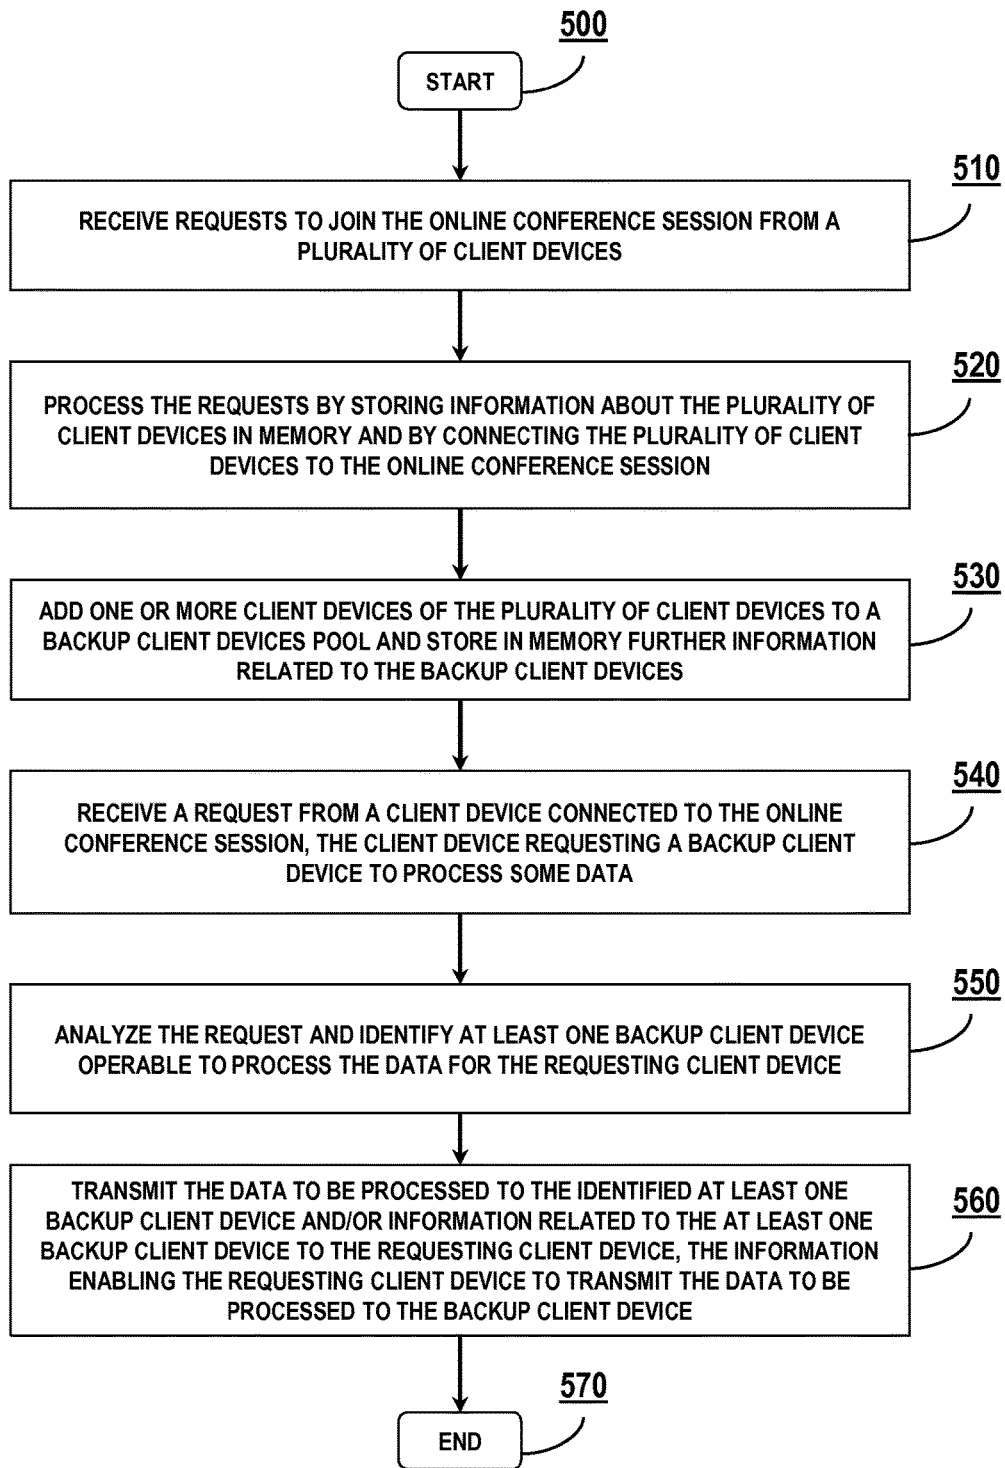 500
START
510
RECEIVE REQUESTS TO JOIN THE ONLINE CONFERENCE SESSION FROM A
PLURALITY OF CLIENT DEVICES
520
PROCESS THE REQUESTS BY STORING INFORMATION ABOUT THE PLURALITY OF
CLIENT DEVICES IN MEMORY AND BY CONNECTING THE PLURALITY OF CLIENT
DEVICES TO THE ONLINE CONFERENCE SESSION
530
ADD ONE OR MORE CLIENT DEVICES OF THE PLURALITY OF CLIENT DEVICES TO A
BACKUP CLIENT DEVICES POOL AND STORE IN MEMORY FURTHER INFORMATION
RELATED TO THE BACKUP CLIENT DEVICES
540
RECEIVE A REQUEST FROM A CLIENT DEVICE CONNECTED TO THE ONLINE
CONFERENCE SESSION, THE CLIENT DEVICE REQUESTING A BACKUP CLIENT
DEVICE TO PROCESS SOME DATA
550
ANALYZE THE REQUEST AND IDENTIFY AT LEAST ONE BACKUP CLIENT DEVICE
OPERABLE TO PROCESS THE DATA FOR THE REQUESTING CLIENT DEVICE
560
TRANSMIT THE DATA TO BE PROCESSED TO THE IDENTIFIED AT LEAST ONE
BACKUP CLIENT DEVICE AND/OR INFORMATION RELATED TO THE AT LEAST ONE
BACKUP CLIENT DEVICE TO THE REQUESTING CLIENT DEVICE, THE INFORMATION
ENABLING THE REQUESTING CLIENT DEVICE TO TRANSMIT THE DATA TO BE
PROCESSED TO THE BACKUP CLIENT DEVICE
570
END